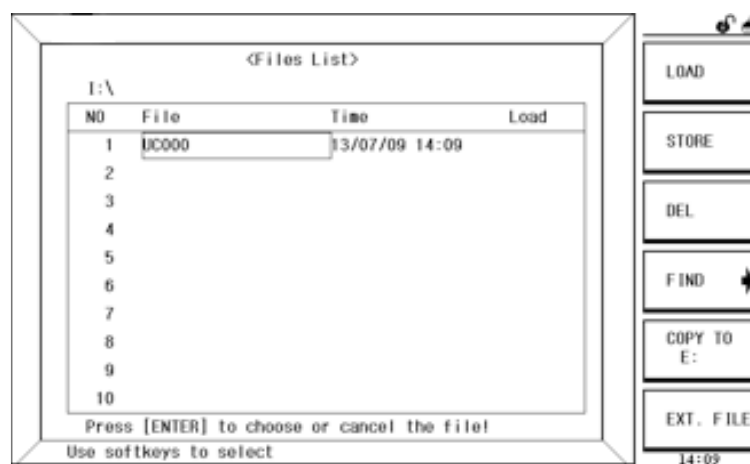 <Files List>
I:\
NO File Time Load
1 UC000 13/07/09 14:09
2
3
4
5
6
7
8
9
10
Press [ENTER] to choose or cancel the file!
Use softkeys to select
LOAD
STORE
DEL
FIND
COPY TO
E:
EXT. FILE
14:09